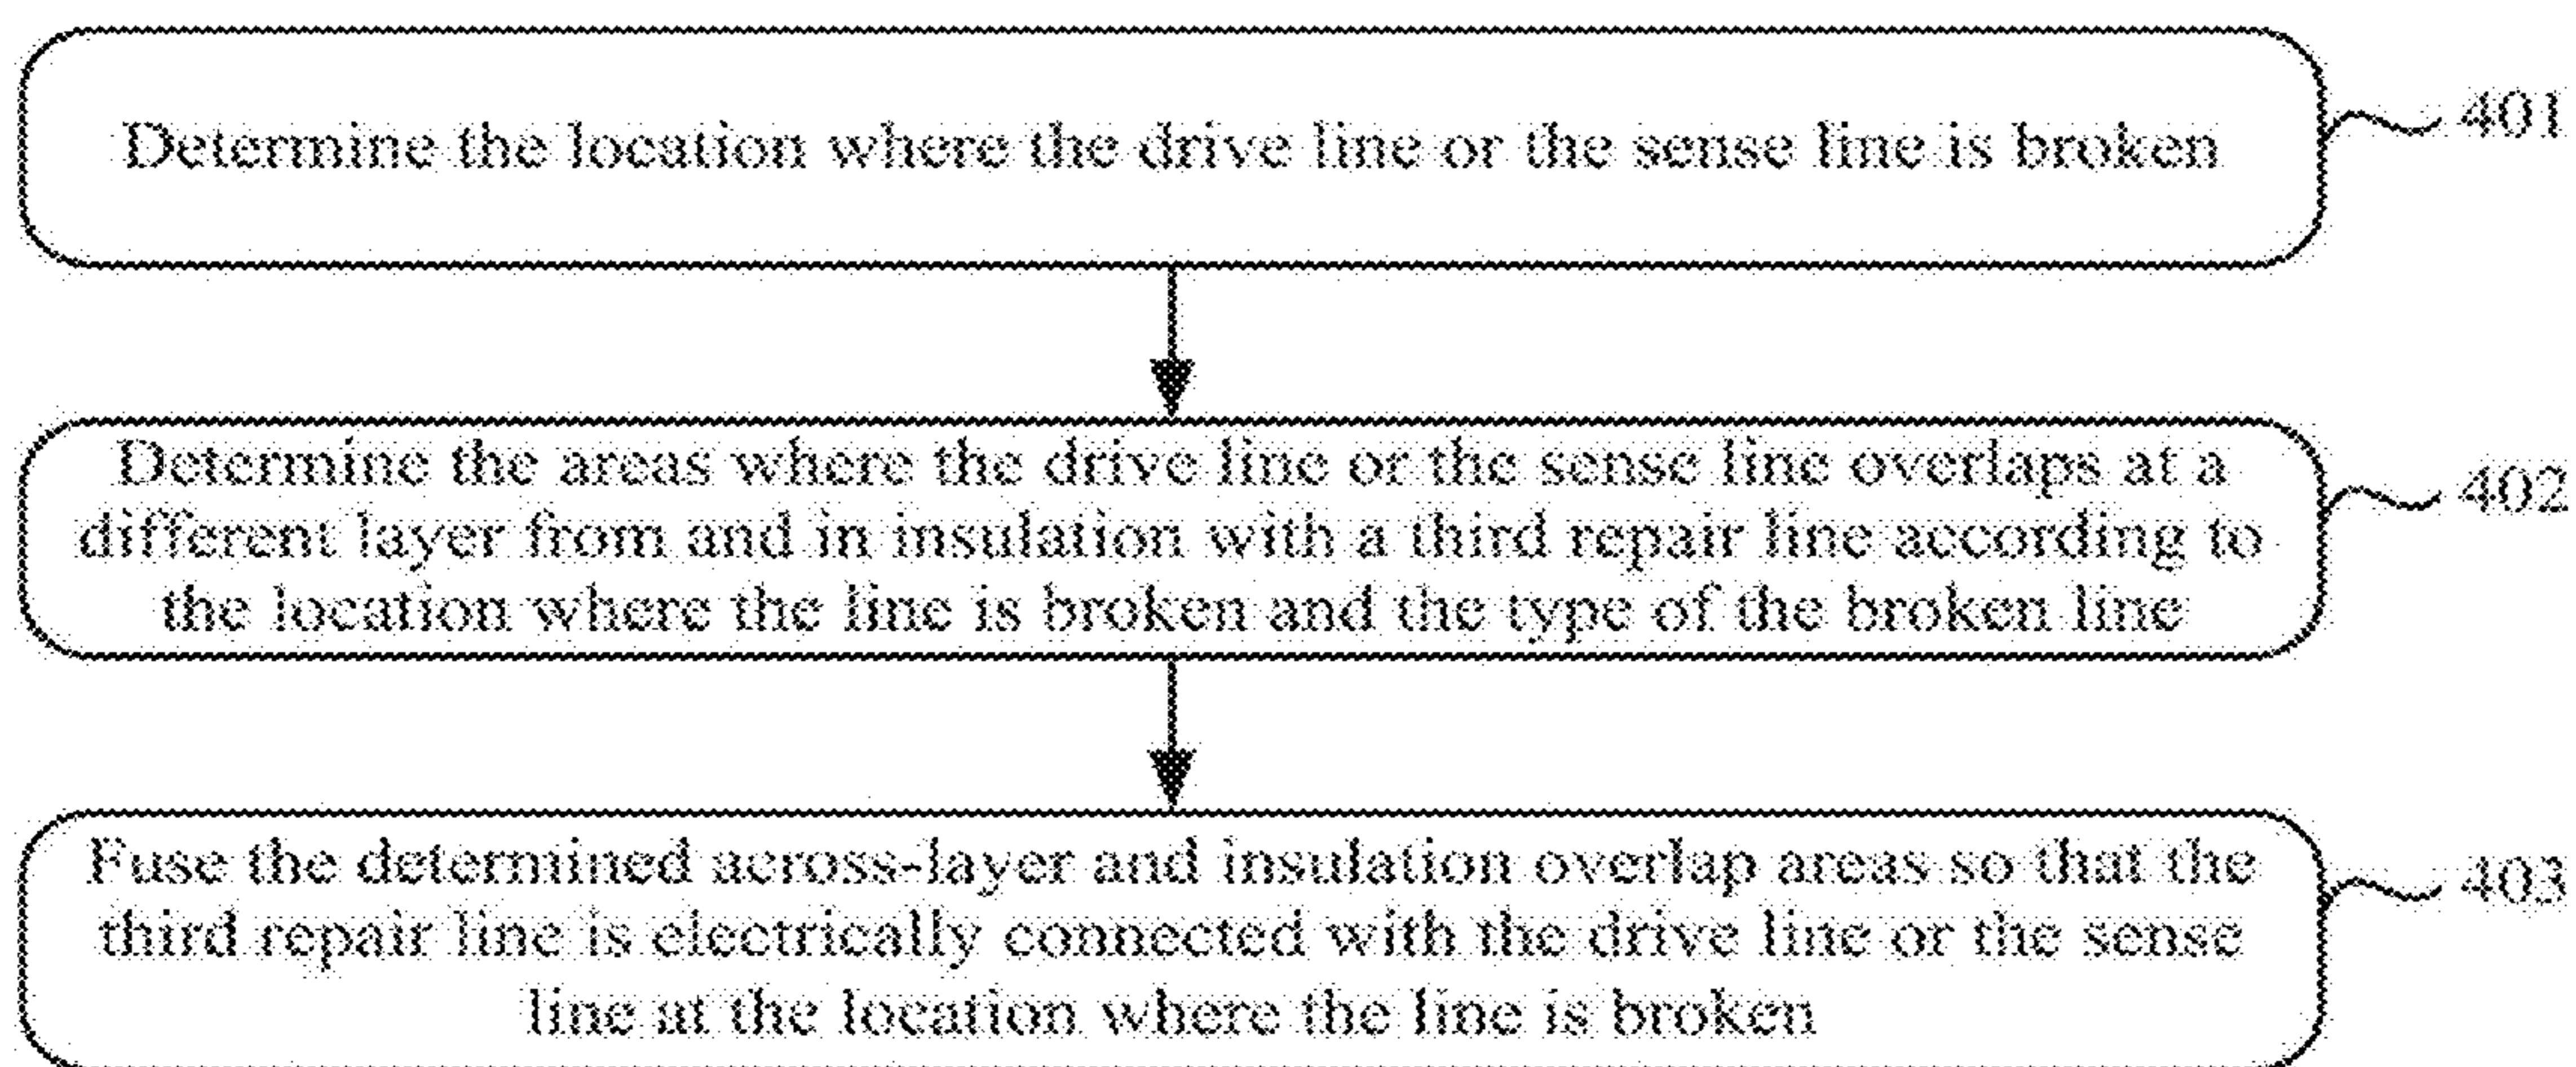 Determine the location where the drive line or the sense line is broken
401
Determine the areas where the drive line or the sense line overlaps at a
different layer from and in insulation with a third repair line according to
the location where the line is broken and the type of the broken line
402
Fuse the determined across-layer and insulation overlap areas so that the
third repair line is electrically connected with the drive line or the sense
line at the location where the line is broken
403